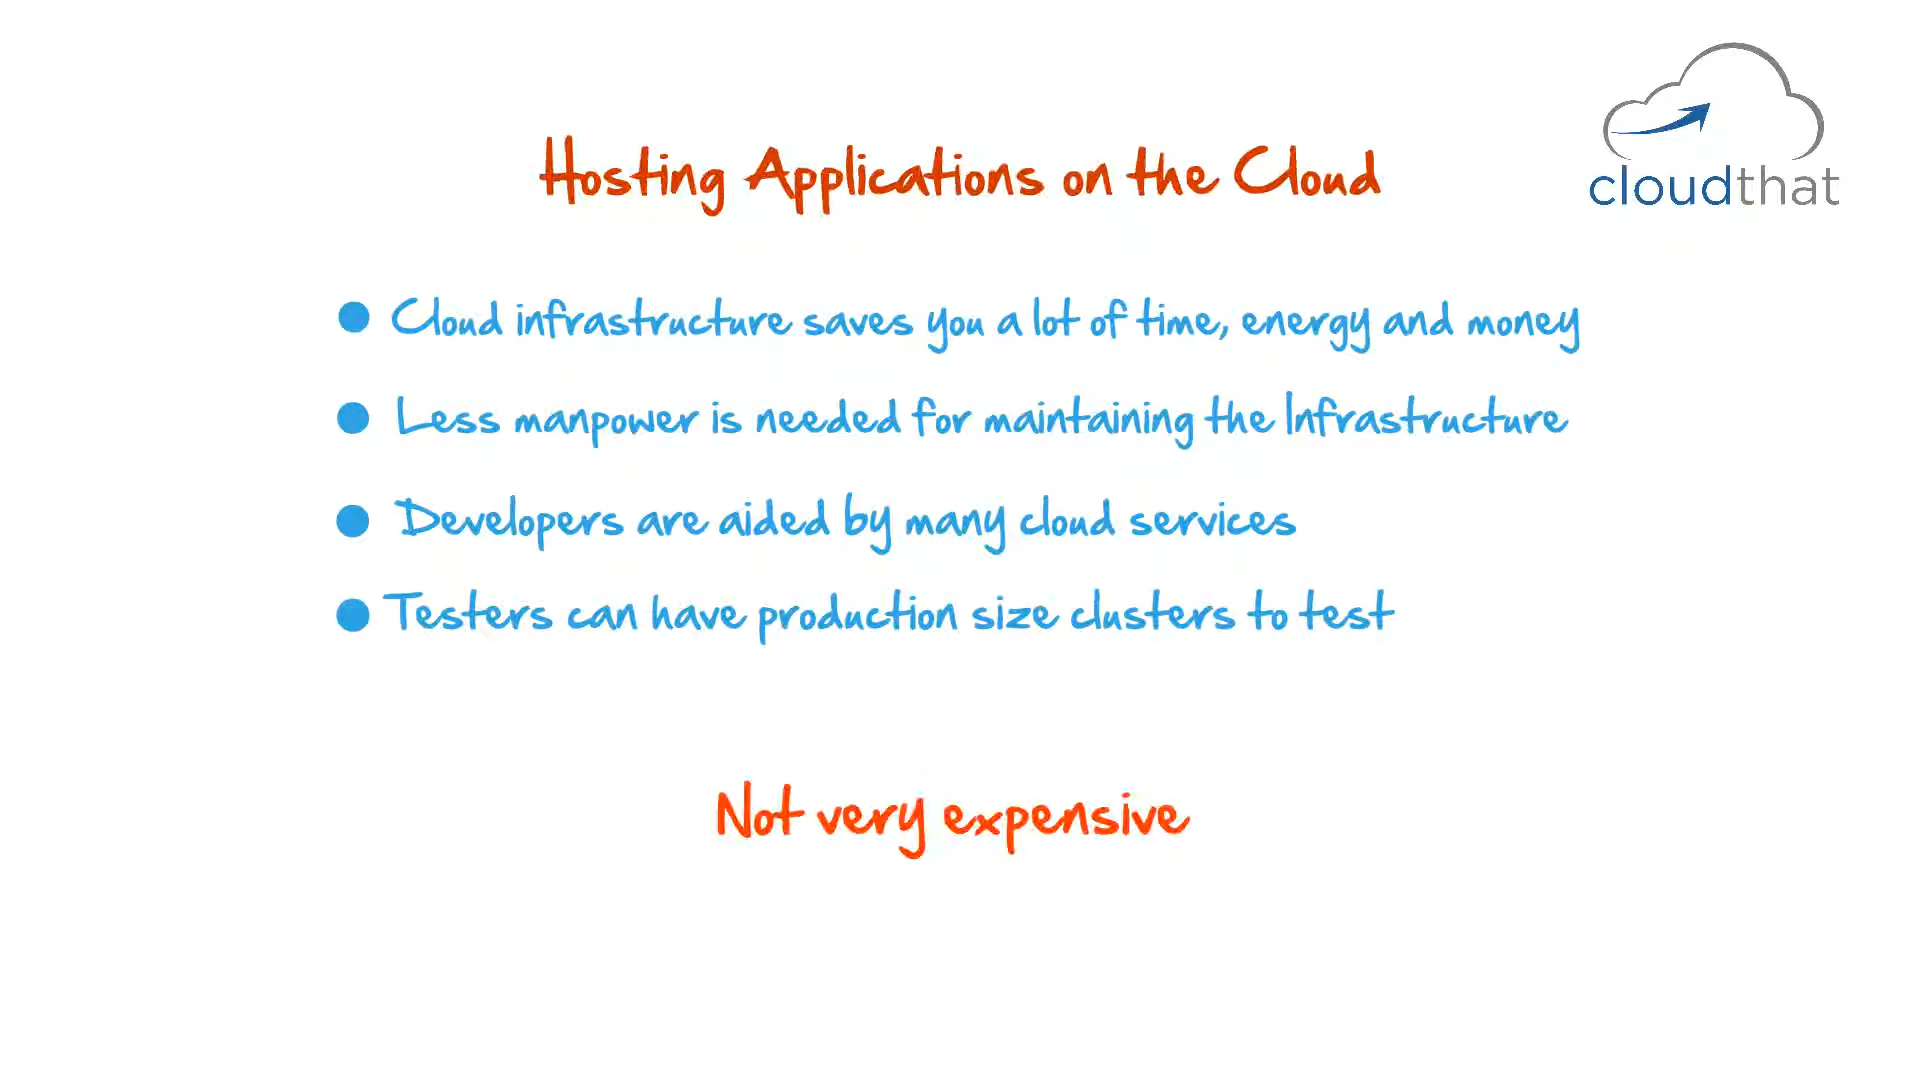 cloudthat
Hosting Applications on the Cloud
Cloud infrastructure saves you a lot of time, energy and money
Less manpower is needed for maintaining the Infrastructure
Developers are aided by many cloud services
Testers can have production size clusters to test
Not very expensive